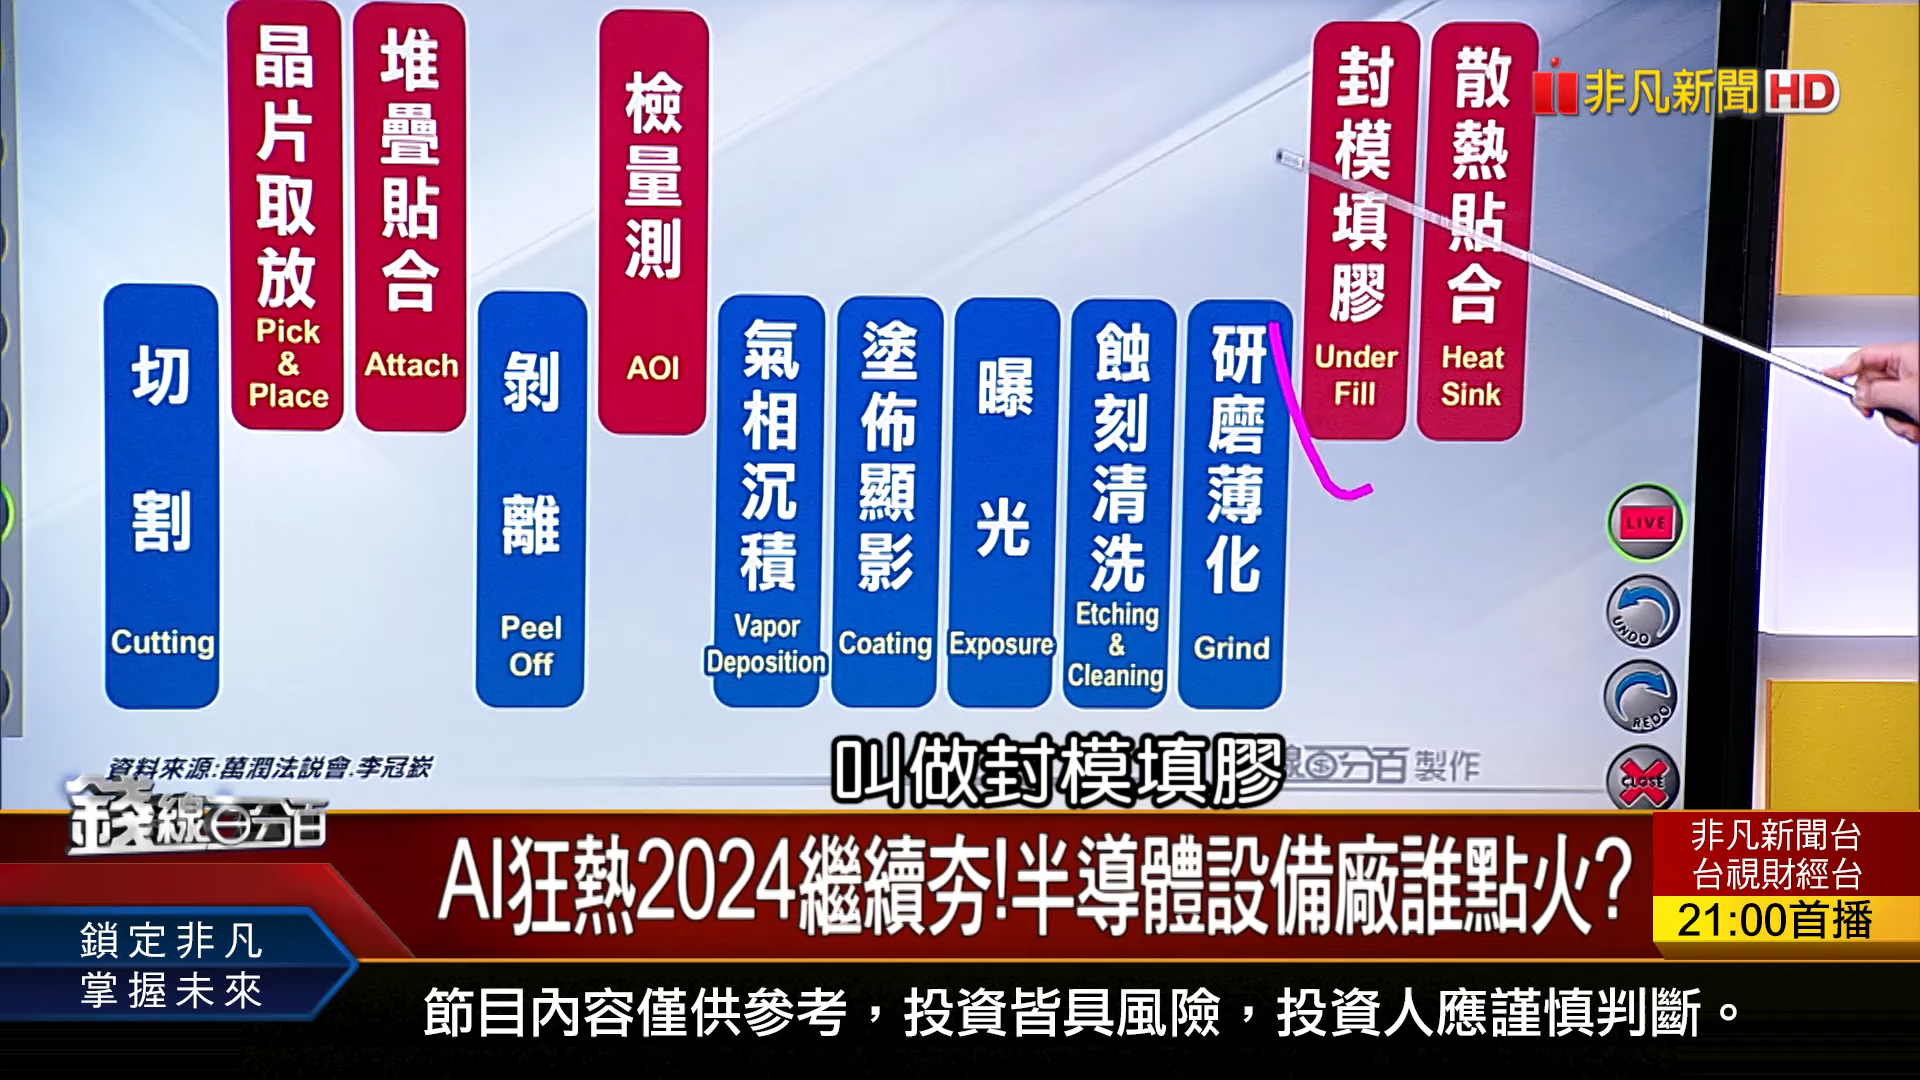 晶片取放
Pick
&
Place
堆疊貼合
Attach
檢量測
AOI
封模填膠
Under
Fill
散熱貼合
Heat
Sink
非凡新聞HD
切割
Cutting
剝離
Peel
Off
氣相沉積
Vapor
Deposition
塗佈顯影
Coating
曝光
Exposure
蝕刻清洗
Etching
&
Cleaning
研磨薄化
Grind
LIVE
UNDO
REDO
CLOSE
資料來源:萬潤法說會.李冠嶔
線百分百製作
叫做封模填膠
錢線百分百
AI狂熱2024繼續夯!半導體設備廠誰點火?
非凡新聞台
台視財經台
21:00首播
鎖定非凡
掌握未來
節目內容僅供參考，投資皆具風險，投資人應謹慎判斷。